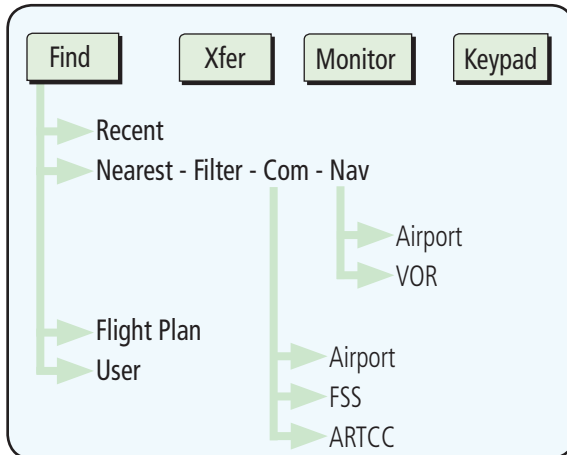 Find Xfer Monitor Keypad
Recent
Nearest - Filter - Com - Nav
Airport
VOR
Flight Plan
User
Airport
FSS
ARTCC